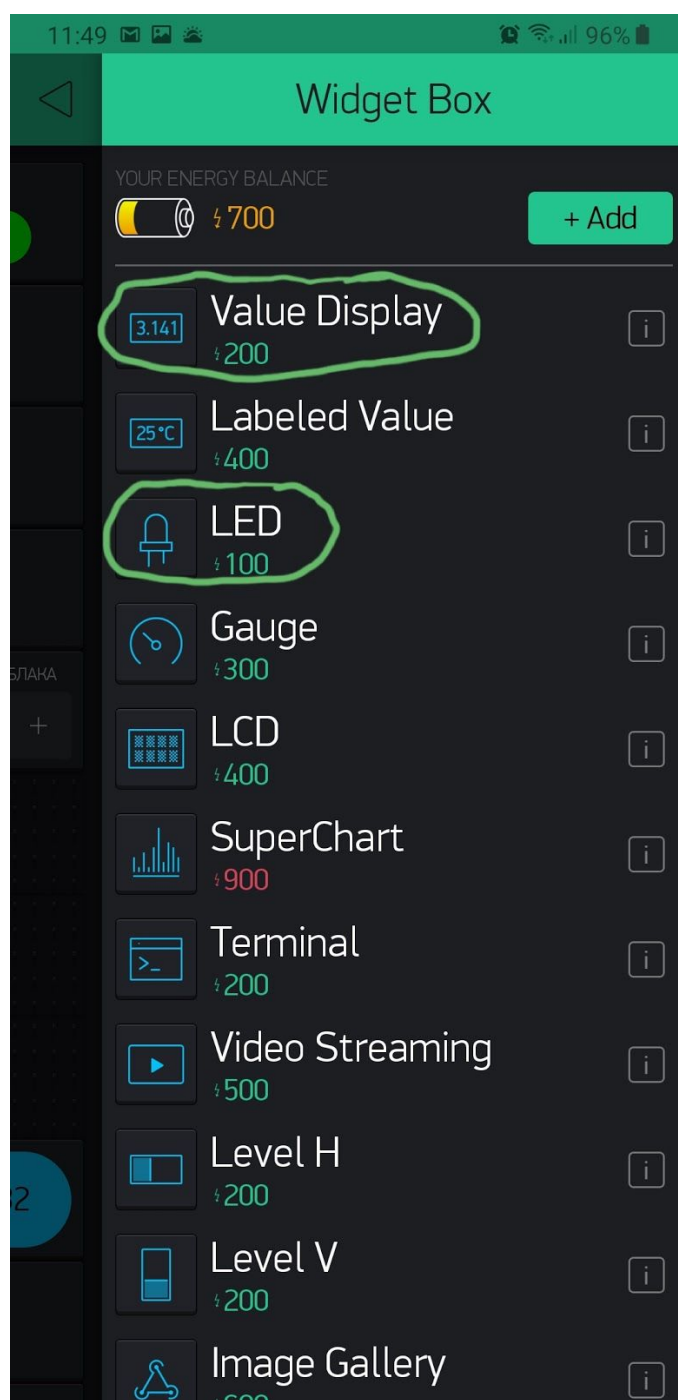 11:49 96%
Widget Box
YOUR ENERGY BALANCE
700
+ Add
3.141 Value Display
200
25°C Labeled Value
400
LED
100
Gauge
300
LCD
400
SuperChart
900
БЛАКА
+
Terminal
200
Video Streaming
500
Level H
200
Level V
200
Image Gallery